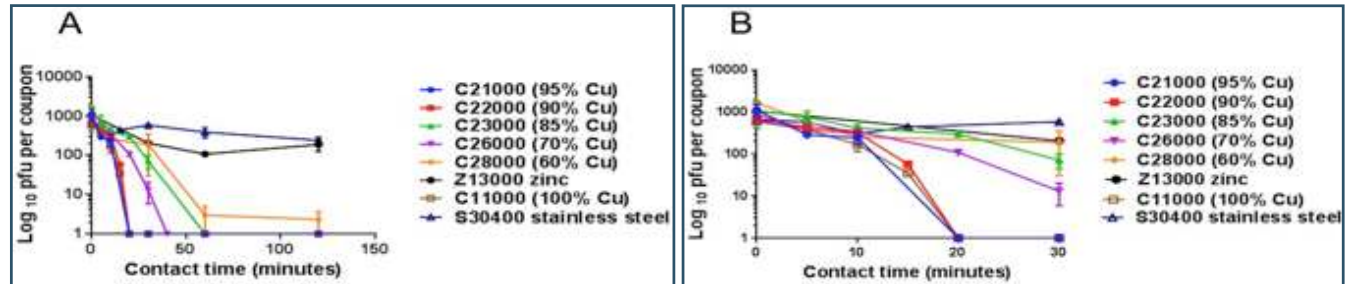 A
10000
1000
100
10
1
0
50
100
150
Log 10 pfu per coupon
Contact time (minutes)
C21000 (95% Cu)
C22000 (90% Cu)
C23000 (85% Cu)
C26000 (70% Cu)
C28000 (60% Cu)
Z13000 zinc
C11000 (100% Cu)
S30400 stainless steel
B
10000
1000
100
10
1
0
10
20
30
Log 10 pfu per coupon
Contact time (minutes)
C21000 (95% Cu)
C22000 (90% Cu)
C23000 (85% Cu)
C26000 (70% Cu)
C28000 (60% Cu)
Z13000 zinc
C11000 (100% Cu)
S30400 stainless steel